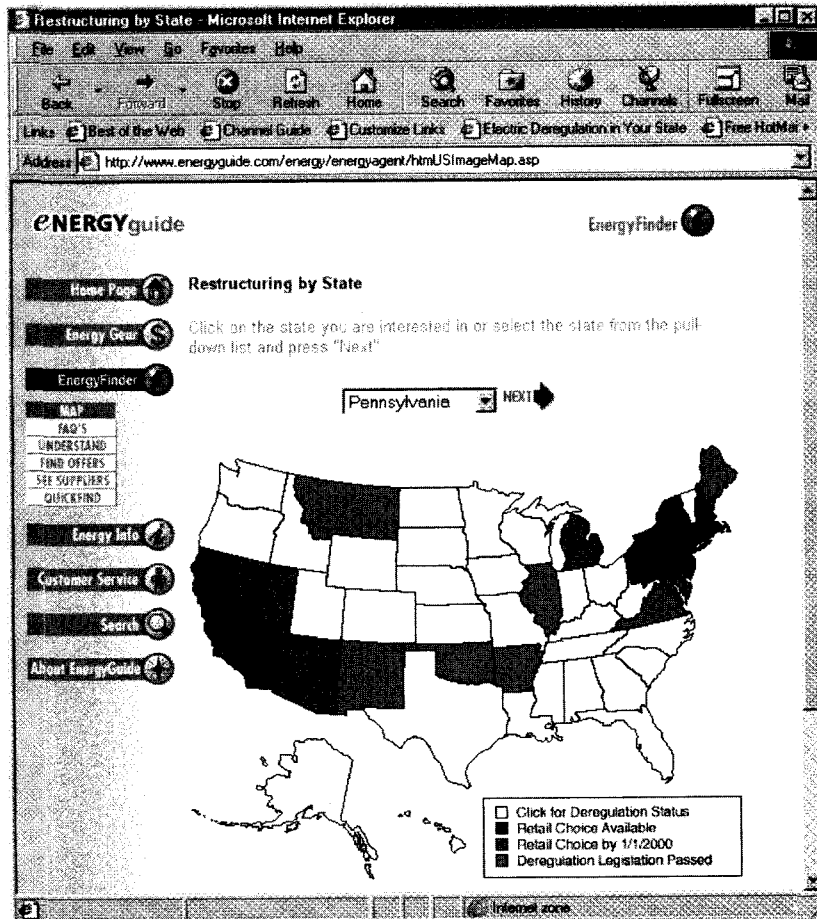 Restructuring by State - Microsoft Internet Explorer
File Edit View Go Favorites Help
Back Forward Stop Refresh Home Search Favorites History Channels Fullscreen Mail
Links Best of the Web Channel Guide Customize Links Electric Deregulation in Your State Free HotMai
Address http://www.energyguide.com/energy/energyagent/htmUSImageMap.asp
eNERGYguide
EnergyFinder
Home Page
Restructuring by State
Energy Gear
Click on the state you are interested in or select the state from the pull-
down list and press "Next"
EnergyFinder
Pennsylvania NEXT
MAP
FAQ'S
UNDERSTAND
FIND OFFERS
SEE SUPPLIERS
QUICKFIND
Energy Info
Customer Service
Search
About EnergyGuide
Click for Deregulation Status
Retail Choice Available
Retail Choice by 1/1/2000
Deregulation Legislation Passed
Internet zone